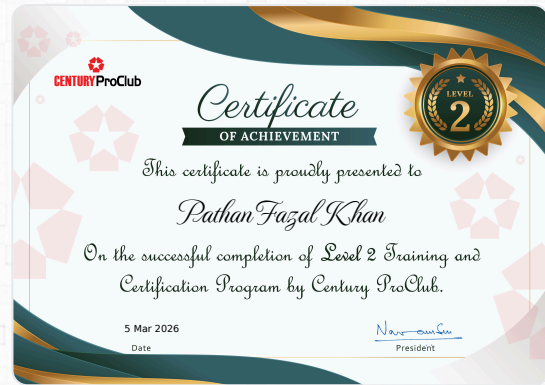 CENTURY ProClub
LEVEL
2
Certificate
OF ACHIEVEMENT
This certificate is proudly presented to
Pathan Fazal Khan
On the successful completion of Level 2 Training and
Certification Program by Century ProClub.
5 Mar 2026
Date
President